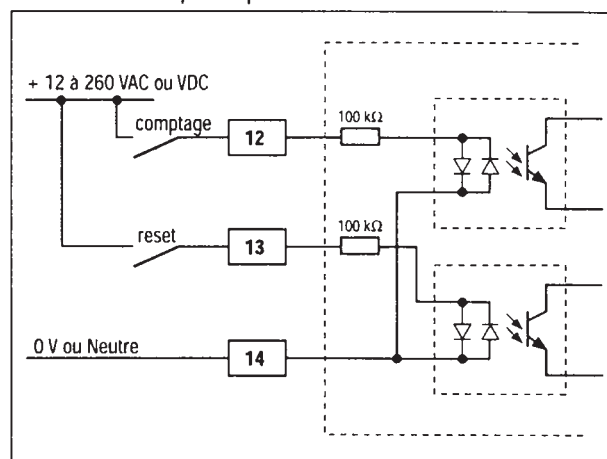 + 12 à 260 VAC ou VDC
comptage
12
100 kΩ
reset
13
100 kΩ
0 V ou Neutre
14